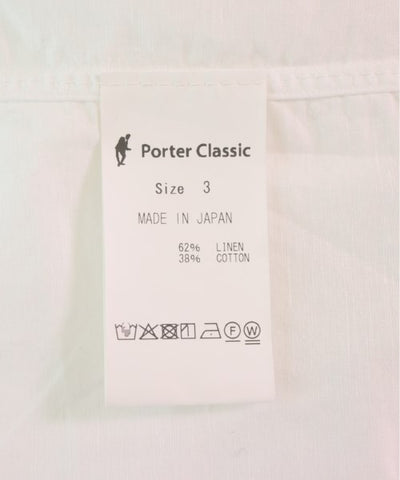 Porter Classic
Size 3
MADE IN JAPAN
62% LINEN
38% COTTON
F W